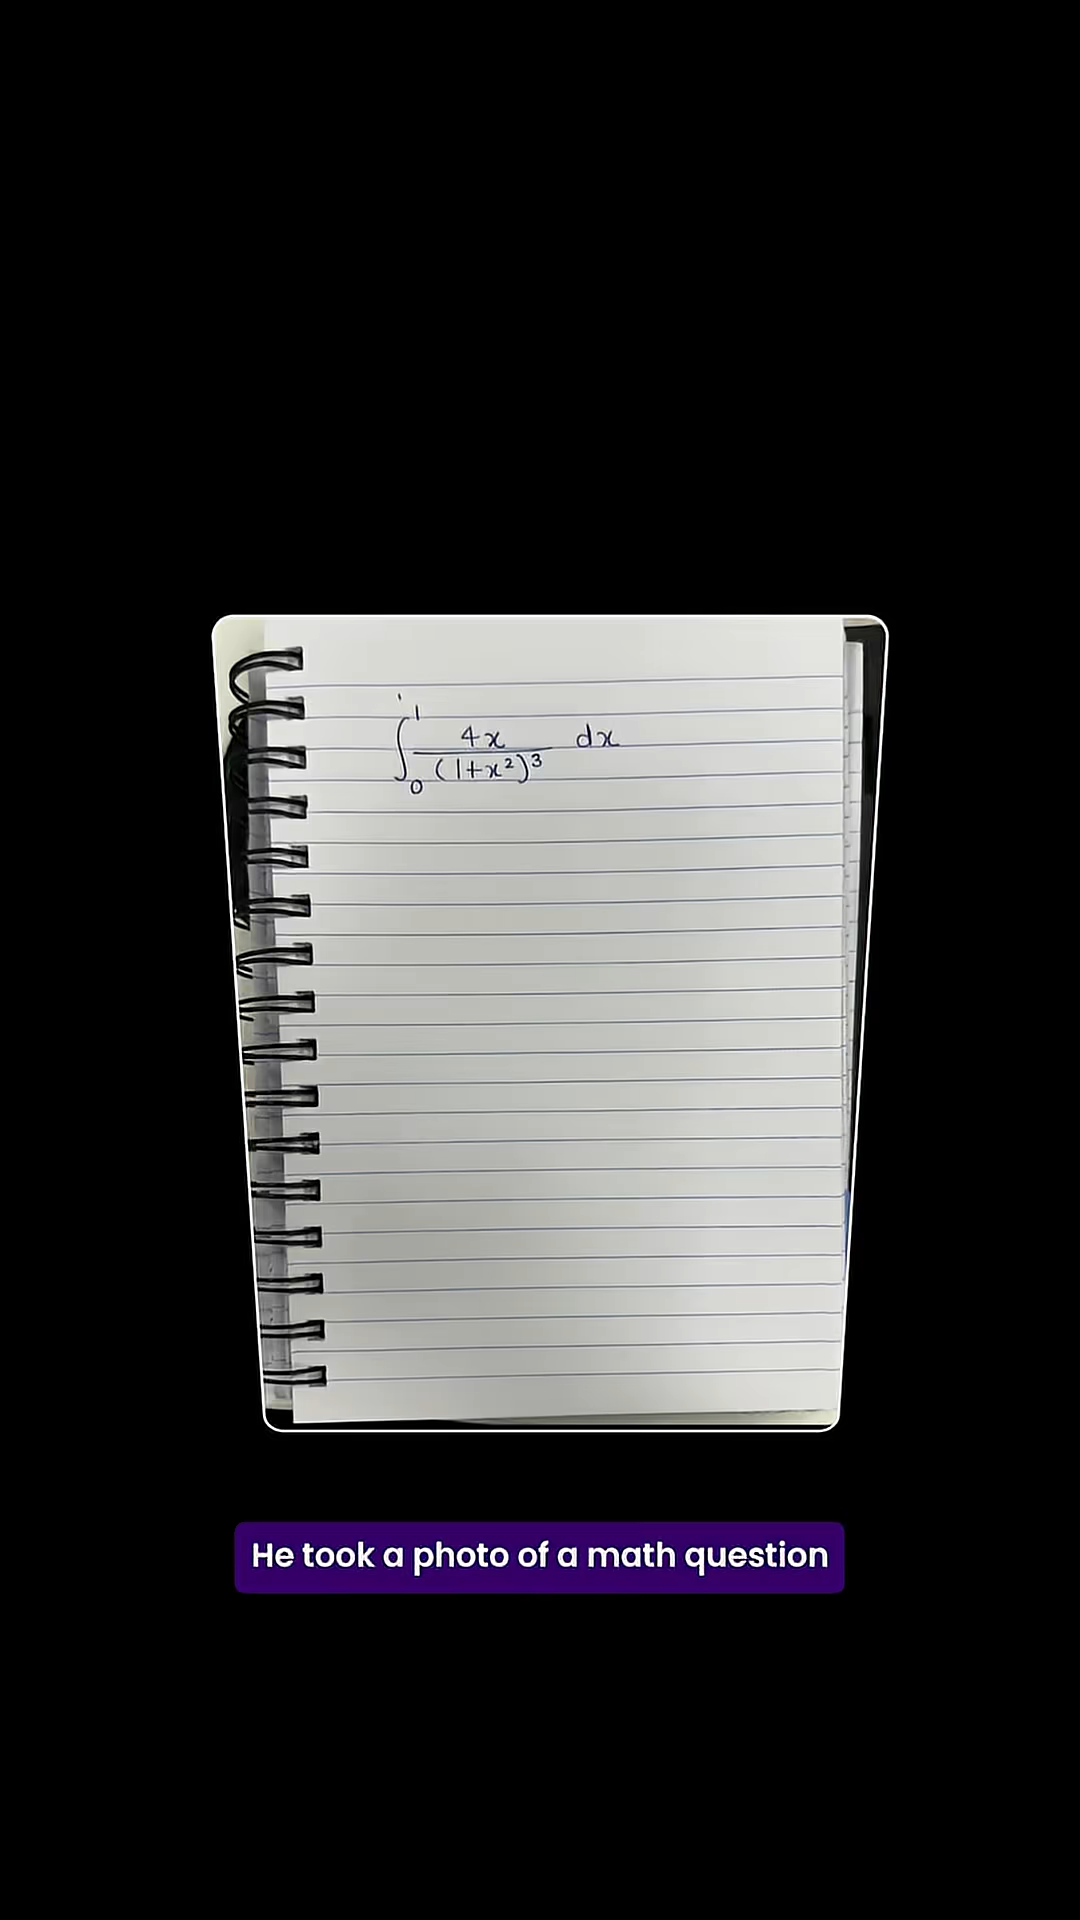 ∫₀¹ 4x/(1+x²)³ dx
He took a photo of a math question